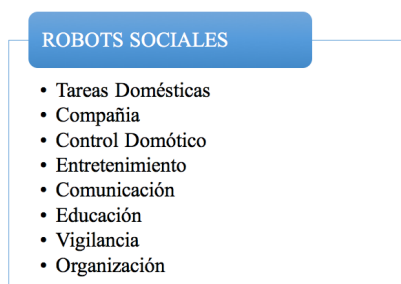 ROBOTS SOCIALES
• Tareas Domésticas
• Compañia
• Control Domótico
• Entretenimiento
• Comunicación
• Educación
• Vigilancia
• Organización